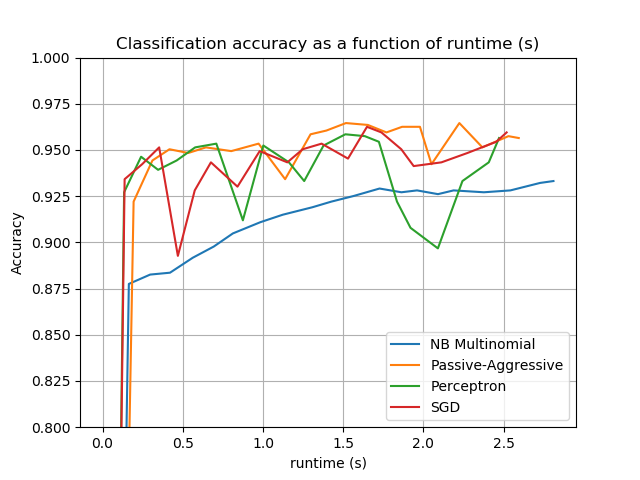 Classification accuracy as a function of runtime (s)
1.000
0.975
0.950
0.925
0.900
0.875
0.850
0.825
0.800
Accuracy
NB Multinomial
Passive-Aggressive
Perceptron
SGD
0.0 0.5 1.0 1.5 2.0 2.5
runtime (s)